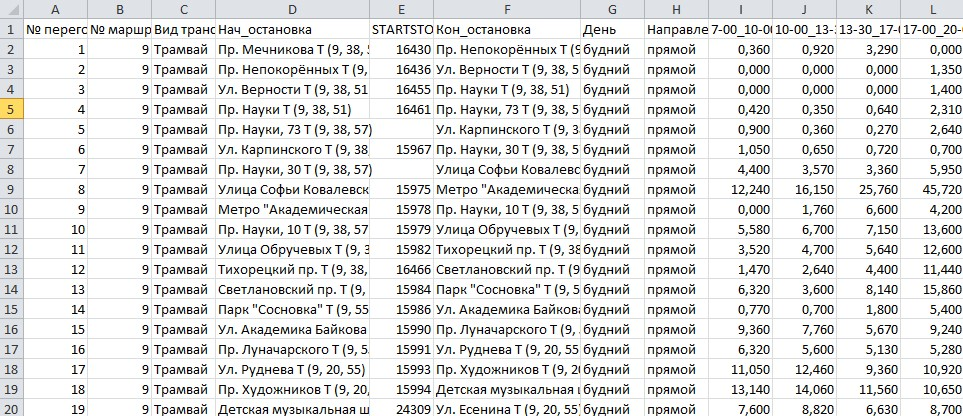 A B C D E F G H I J K L
1 № перего № маршр Вид транс Нач_остановка STARTSTO Кон_остановка День Направле 7-00_10-0 10-00_13- 13-30_17- 17-00_20-
2 1 9 Трамвай Пр. Мечникова Т (9, 38, 16430 Пр. Непокорённых Т (9 будний прямой 0,360 0,920 3,290 0,000
3 2 9 Трамвай Пр. Непокорённых Т (9, 16436 Ул. Верности Т (9, 38, 5 будний прямой 0,000 0,000 0,000 1,350
4 3 9 Трамвай Ул. Верности Т (9, 38, 51 16455 Пр. Науки Т (9, 38, 51) будний прямой 0,000 0,000 0,000 1,400
5 4 9 Трамвай Пр. Науки Т (9, 38, 51) 16461 Пр. Науки, 73 Т (9, 38, 5 будний прямой 0,420 0,350 0,640 2,310
6 5 9 Трамвай Пр. Науки, 73 Т (9, 38, 57) Ул. Карпинского Т (9, 3 будний прямой 0,900 0,360 0,270 2,640
7 6 9 Трамвай Ул. Карпинского Т (9, 38, 15967 Пр. Науки, 30 Т (9, 38, 5 будний прямой 1,050 0,650 0,720 0,700
8 7 9 Трамвай Пр. Науки, 30 Т (9, 38, 57) Улица Софьи Ковалевс будний прямой 4,400 3,570 3,360 5,950
9 8 9 Трамвай Улица Софьи Ковалевск 15975 Метро "Академическа будний прямой 12,240 16,150 25,760 45,720
10 9 9 Трамвай Метро "Академическая 15978 Пр. Науки, 10 Т (9, 38, 5 будний прямой 0,000 1,760 6,600 4,200
11 10 9 Трамвай Пр. Науки, 10 Т (9, 38, 57 15979 Улица Обручевых Т (9, 3 будний прямой 5,580 6,700 7,150 13,600
12 11 9 Трамвай Улица Обручевых Т (9, 3 15982 Тихорецкий пр. Т (9, 38 будний прямой 3,520 4,700 5,640 12,600
13 12 9 Трамвай Тихорецкий пр. Т (9, 38, 16466 Светлановский пр. Т (9 будний прямой 1,470 2,640 4,400 11,440
14 13 9 Трамвай Светлановский пр. Т (9, 15984 Парк "Сосновка" Т (9, 5 будний прямой 6,320 3,600 8,140 15,860
15 14 9 Трамвай Парк "Сосновка" Т (9, 55 15986 Ул. Академика Байкова будний прямой 0,770 0,700 1,800 5,400
16 15 9 Трамвай Ул. Академика Байкова 15990 Пр. Луначарского Т (9, будний прямой 9,360 7,760 5,670 9,240
17 16 9 Трамвай Пр. Луначарского Т (9, 5 15991 Ул. Руднева Т (9, 20, 55 будний прямой 6,320 5,600 5,130 5,280
18 17 9 Трамвай Ул. Руднева Т (9, 20, 55) 15993 Пр. Художников Т (9, 20 будний прямой 11,050 12,460 9,360 10,920
19 18 9 Трамвай Пр. Художников Т (9, 20, 15994 Детская музыкальная ш будний прямой 13,140 14,060 11,560 10,650
20 19 9 Трамвай Детская музыкальная ш 24309 Ул. Есенина Т (9, 20, 55) будний прямой 7,600 8,820 6,630 8,700